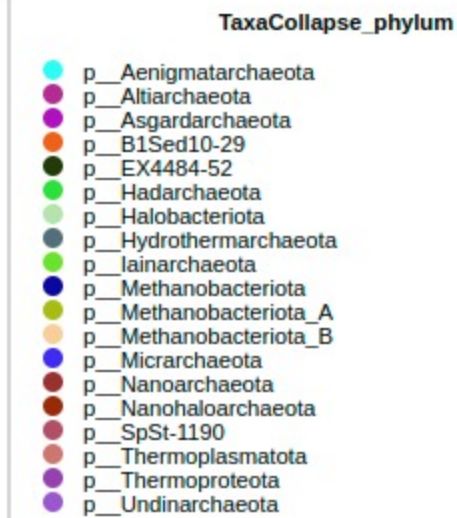 TaxaCollapse_phylum
p__Aenigmatarchaeota
p__Altiarchaeota
p__Asgardarchaeota
p__B1Sed10-29
p__EX4484-52
p__Hadarchaeota
p__Halobacteriota
p__Hydrothermarchaeota
p__Iainarchaeota
p__Methanobacteriota
p__Methanobacteriota_A
p__Methanobacteriota_B
p__Micrarchaeota
p__Nanoarchaeota
p__Nanohaloarchaeota
p__SpSt-1190
p__Thermoplasmatota
p__Thermoproteota
p__Undinarchaeota